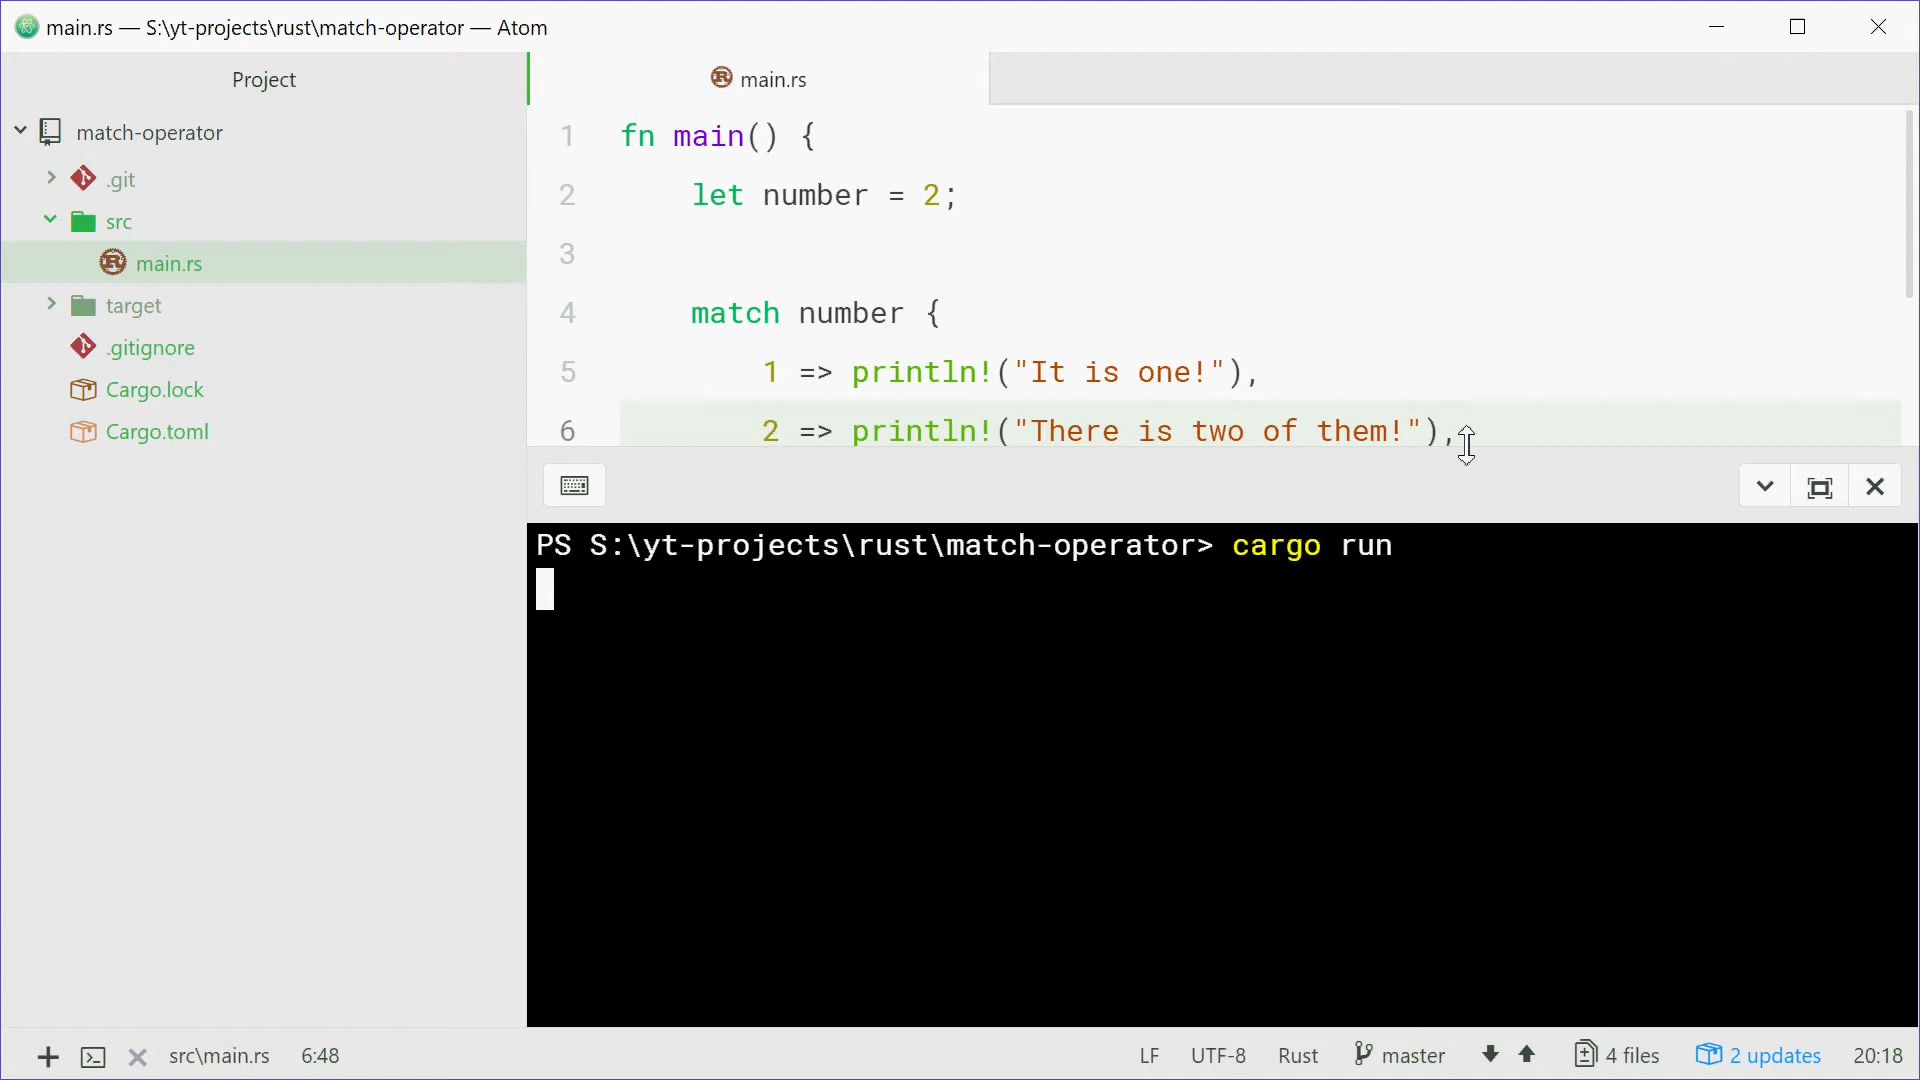 main.rs — S:\yt-projects\rust\match-operator — Atom
Project
match-operator
.git
src
main.rs
target
.gitignore
Cargo.lock
Cargo.toml
main.rs
1 fn main() {
2 let number = 2;
3
4 match number {
5 1 => println!("It is one!"),
6 2 => println!("There is two of them!"),
PS S:\yt-projects\rust\match-operator> cargo run
src\main.rs 6:48 LF UTF-8 Rust master 4 files 2 updates 20:18